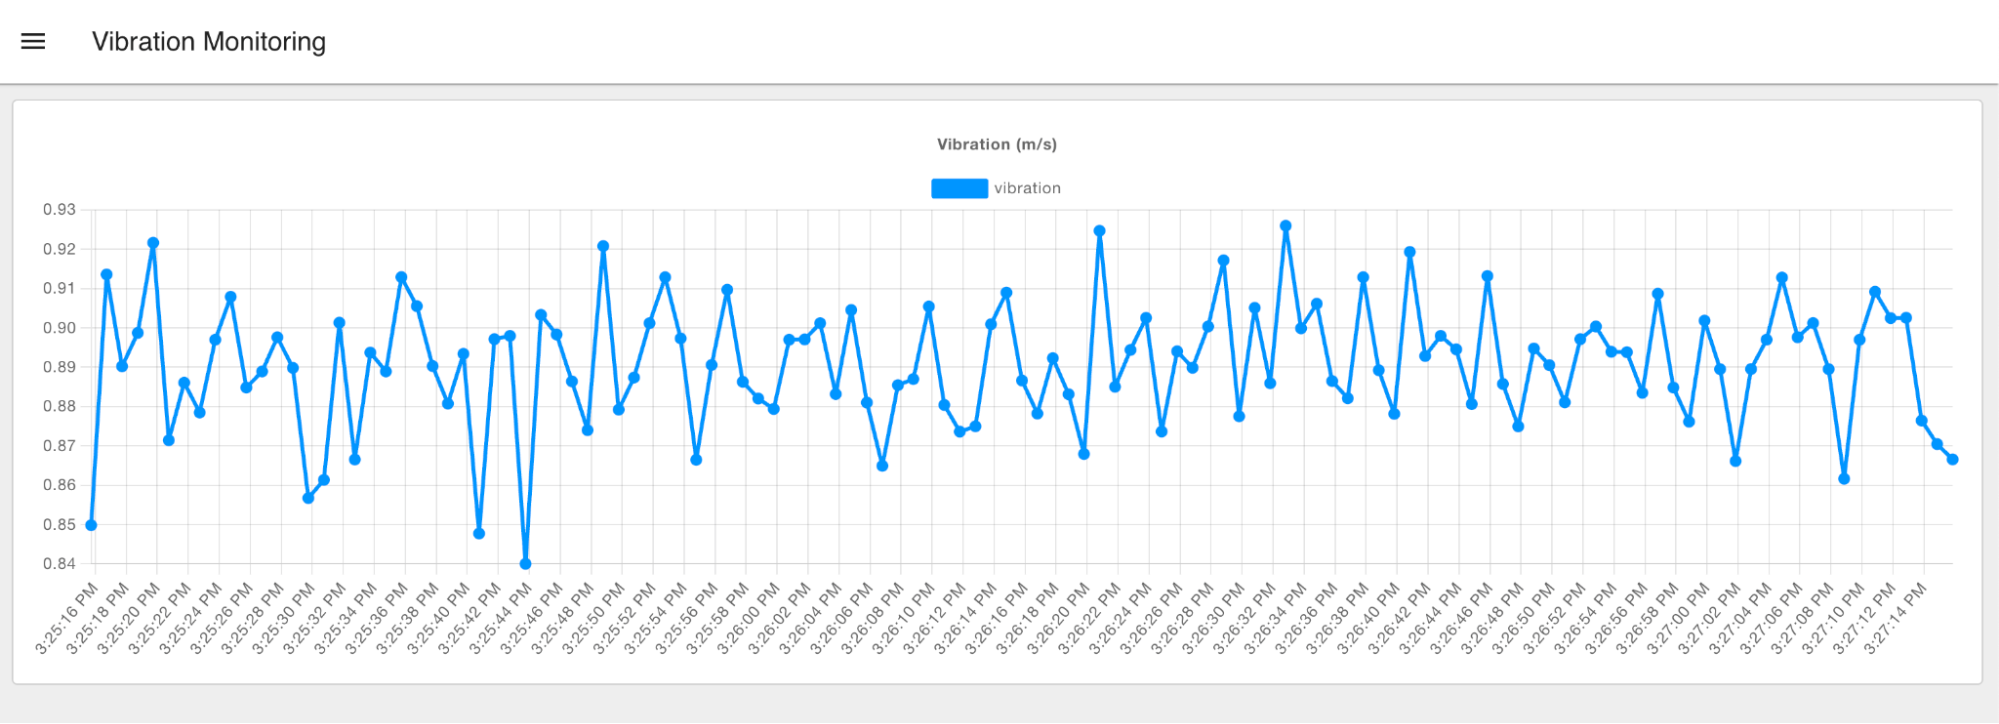 Vibration Monitoring
Vibration (m/s)
vibration
0.93
0.92
0.91
0.90
0.89
0.88
0.87
0.86
0.85
0.84
3:25:16 PM
3:25:18 PM
3:25:20 PM
3:25:22 PM
3:25:24 PM
3:25:26 PM
3:25:28 PM
3:25:30 PM
3:25:32 PM
3:25:34 PM
3:25:36 PM
3:25:38 PM
3:25:40 PM
3:25:42 PM
3:25:44 PM
3:25:46 PM
3:25:48 PM
3:25:50 PM
3:25:52 PM
3:25:54 PM
3:25:56 PM
3:25:58 PM
3:26:00 PM
3:26:02 PM
3:26:04 PM
3:26:06 PM
3:26:08 PM
3:26:10 PM
3:26:12 PM
3:26:14 PM
3:26:16 PM
3:26:18 PM
3:26:20 PM
3:26:22 PM
3:26:24 PM
3:26:26 PM
3:26:28 PM
3:26:30 PM
3:26:32 PM
3:26:34 PM
3:26:36 PM
3:26:38 PM
3:26:40 PM
3:26:42 PM
3:26:44 PM
3:26:46 PM
3:26:48 PM
3:26:50 PM
3:26:52 PM
3:26:54 PM
3:26:56 PM
3:26:58 PM
3:27:00 PM
3:27:02 PM
3:27:04 PM
3:27:06 PM
3:27:08 PM
3:27:10 PM
3:27:12 PM
3:27:14 PM